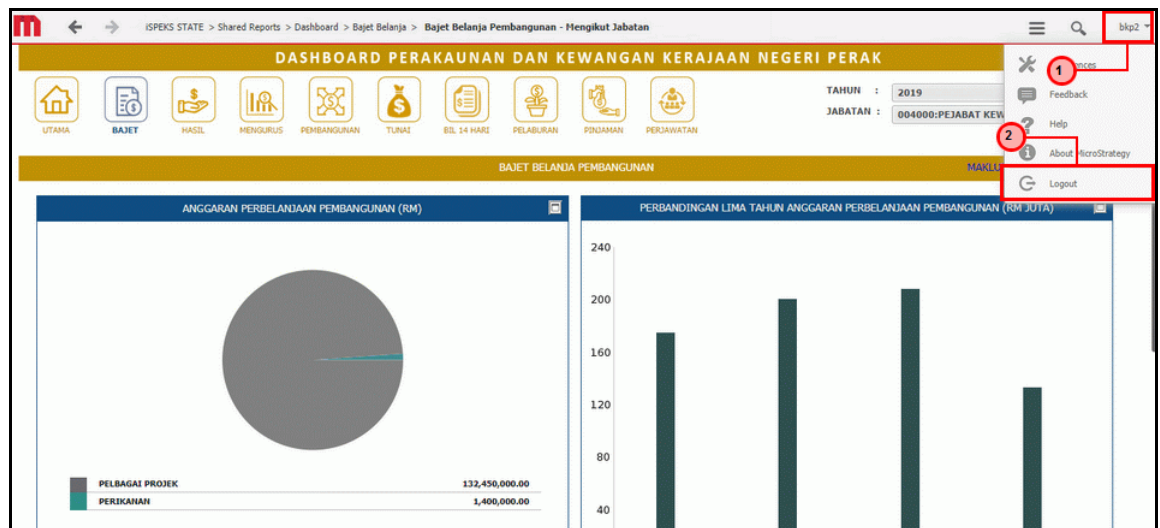 iSPEKS STATE > Shared Reports > Dashboard > Bajet Belanja > Bajet Belanja Pembangunan - Mengikut Jabatan
bkp2
DASHBOARD PERAKAUNAN DAN KEWANGAN KERAJAAN NEGERI PERAK
UTAMA
BAJET
HASIL
MENGURUS
PEMBANGUNAN
TUNAI
BIL 14 HARI
PELABURAN
PINJAMAN
PERJAWATAN
TAHUN : 2019
JABATAN : 004000:PEJABAT KEW
1
Feedback
Help
2
About MicroStrategy
Logout
BAJET BELANJA PEMBANGUNAN
ANGGARAN PERBELANJAAN PEMBANGUNAN (RM)
PELBAGAI PROJEK 132,450,000.00
PERIKANAN 1,400,000.00
PERBANDINGAN LIMA TAHUN ANGGARAN PERBELANJAAN PEMBANGUNAN (RM JUTA)
240
200
160
120
80
40